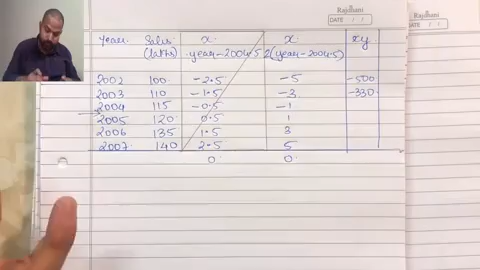 Rajdhani
DATE / /
year Sales x x xy
(lakhs) year-2004.5 2(year-2004.5)
2002 100 -2.5 -5 -500
2003 110 -1.5 -3 -330
2004 115 -0.5 -1
2005 120 0.5 1
2006 135 1.5 3
2007 140 2.5 5
0 0